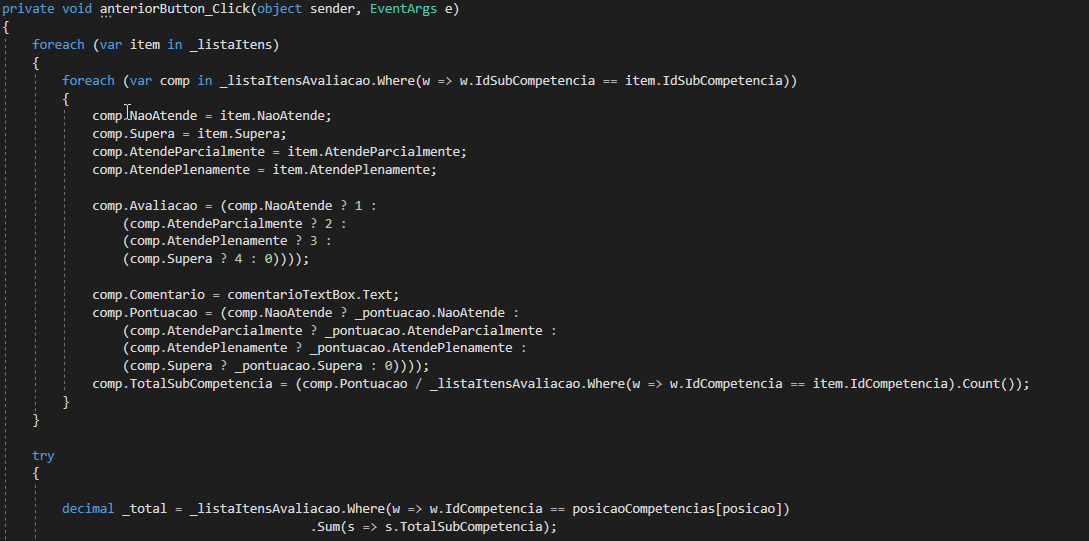 private void anteriorButton_Click(object sender, EventArgs e)
{
foreach (var item in _listaItens)
{
foreach (var comp in _listaItensAvaliacao.Where(w => w.IdSubCompetencia == item.IdSubCompetencia))
{
comp.NaoAtende = item.NaoAtende;
comp.Supera = item.Supera;
comp.AtendeParcialmente = item.AtendeParcialmente;
comp.AtendePlenamente = item.AtendePlenamente;
comp.Avaliacao = (comp.NaoAtende ? 1 :
(comp.AtendeParcialmente ? 2 :
(comp.AtendePlenamente ? 3 :
(comp.Supera ? 4 : 0))));
comp.Comentario = comentarioTextBox.Text;
comp.Pontuacao = (comp.NaoAtende ? _pontuacao.NaoAtende :
(comp.AtendeParcialmente ? _pontuacao.AtendeParcialmente :
(comp.AtendePlenamente ? _pontuacao.AtendePlenamente :
(comp.Supera ? _pontuacao.Supera : 0))));
comp.TotalSubCompetencia = (comp.Pontuacao / _listaItensAvaliacao.Where(w => w.IdCompetencia == item.IdCompetencia).Count());
}
}
try
{
decimal _total = _listaItensAvaliacao.Where(w => w.IdCompetencia == posicaoCompetencias[posicao])
.Sum(s => s.TotalSubCompetencia);